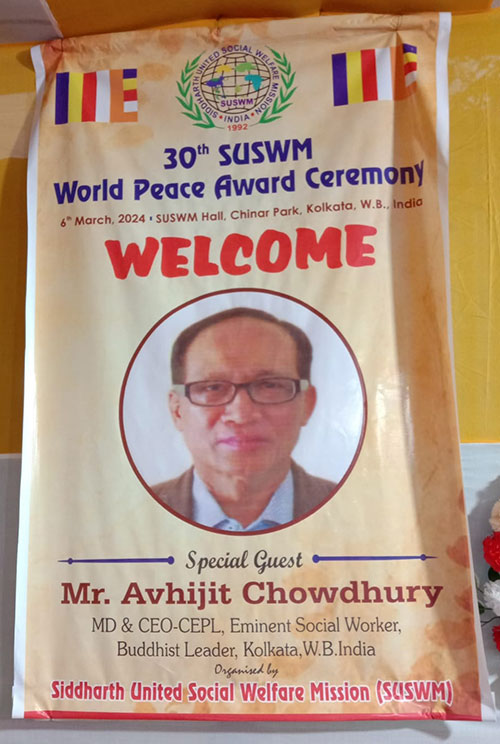 SIDDHARTH UNITED SOCIAL WELFARE MISSION
SUSWM
• INDIA •
1992
30th SUSWM
World Peace Award Ceremony
6th March, 2024 • SUSWM Hall, Chinar Park, Kolkata, W.B., India
WELCOME
Special Guest
Mr. Avhijit Chowdhury
MD & CEO-CEPL, Eminent Social Worker,
Buddhist Leader, Kolkata,W.B.India
Organised by
Siddharth United Social Welfare Mission (SUSWM)